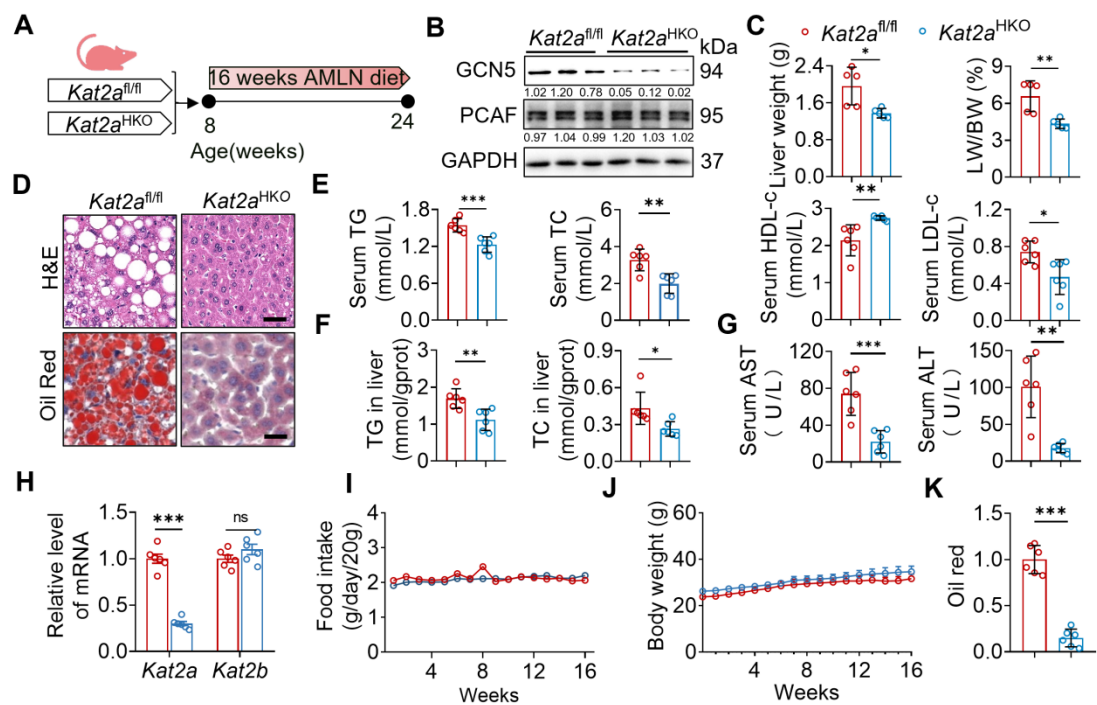 A
Kat2a fl/fl
Kat2a HKO
16 weeks AMLN diet
8
24
Age(weeks)
B
Kat2a fl/fl Kat2a HKO
kDa
GCN5
94
1.02 1.20 0.78 0.05 0.12 0.02
PCAF
95
0.97 1.04 0.99 1.20 1.03 1.02
GAPDH
37
C
Kat2a fl/fl
Kat2a HKO
Liver weight (g)
2.4
1.6
0.8
0.0
*
LW/BW (%)
9
6
3
0
**
D
Kat2a fl/fl
Kat2a HKO
H&E
Oil Red
E
Serum TG
(mmol/L)
1.8
1.2
0.6
0.0
***
Serum TC
(mmol/L)
6
4
2
0
**
Serum HDL-c
(mmol/L)
3
2
1
0
**
Serum LDL-c
(mmol/L)
1.2
0.8
0.4
0.0
*
F
TG in liver
(mmol/gprot)
3
2
1
0
**
TC in liver
(mmol/gprot)
0.9
0.6
0.3
0.0
*
G
Serum AST
( U/L)
120
80
40
0
***
Serum ALT
( U/L)
150
100
50
0
**
H
Relative level
of mRNA
1.5
1.0
0.5
0.0
***
ns
Kat2a
Kat2b
I
Food intake
(g/day/20g)
4
3
2
1
0
4
8
12
16
Weeks
J
Body weight (g)
60
40
20
0
4
8
12
16
Weeks
K
Oil red
1.5
1.0
0.5
0.0
***